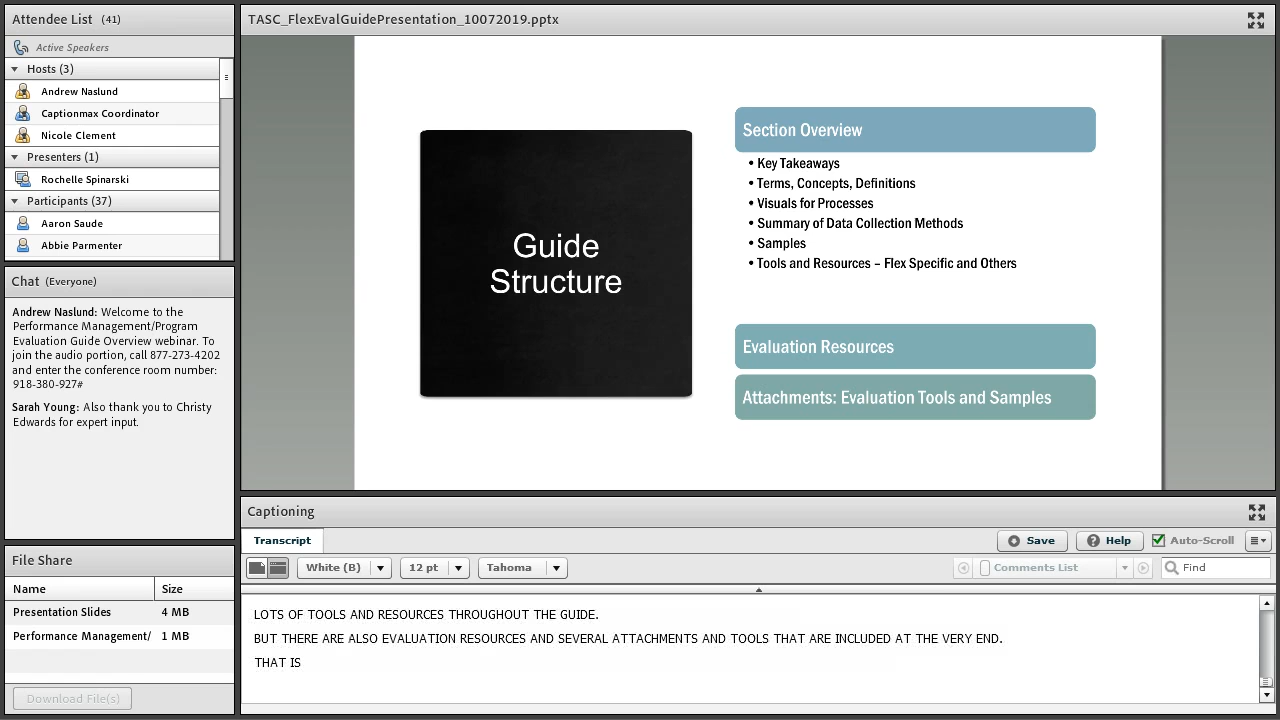 Attendee List (41)
Active Speakers
Hosts (3)
Andrew Naslund
Captionmax Coordinator
Nicole Clement
Presenters (1)
Rochelle Spinarski
Participants (37)
Aaron Saude
Abbie Parmenter
Chat (Everyone)
Andrew Naslund: Welcome to the
Performance Management/Program
Evaluation Guide Overview webinar. To
join the audio portion, call 877-273-4202
and enter the conference room number:
918-380-927#
Sarah Young: Also thank you to Christy
Edwards for expert input.
File Share
Name Size
Presentation Slides 4 MB
Performance Management/ 1 MB
Download File(s)
TASC_FlexEvalGuidePresentation_10072019.pptx
Guide
Structure
Section Overview
• Key Takeaways
• Terms, Concepts, Definitions
• Visuals for Processes
• Summary of Data Collection Methods
• Samples
• Tools and Resources – Flex Specific and Others
Evaluation Resources
Attachments: Evaluation Tools and Samples
Captioning
Transcript Save Help Auto-Scroll
White (B) 12 pt Tahoma Comments List Find
LOTS OF TOOLS AND RESOURCES THROUGHOUT THE GUIDE.
BUT THERE ARE ALSO EVALUATION RESOURCES AND SEVERAL ATTACHMENTS AND TOOLS THAT ARE INCLUDED AT THE VERY END.
THAT IS